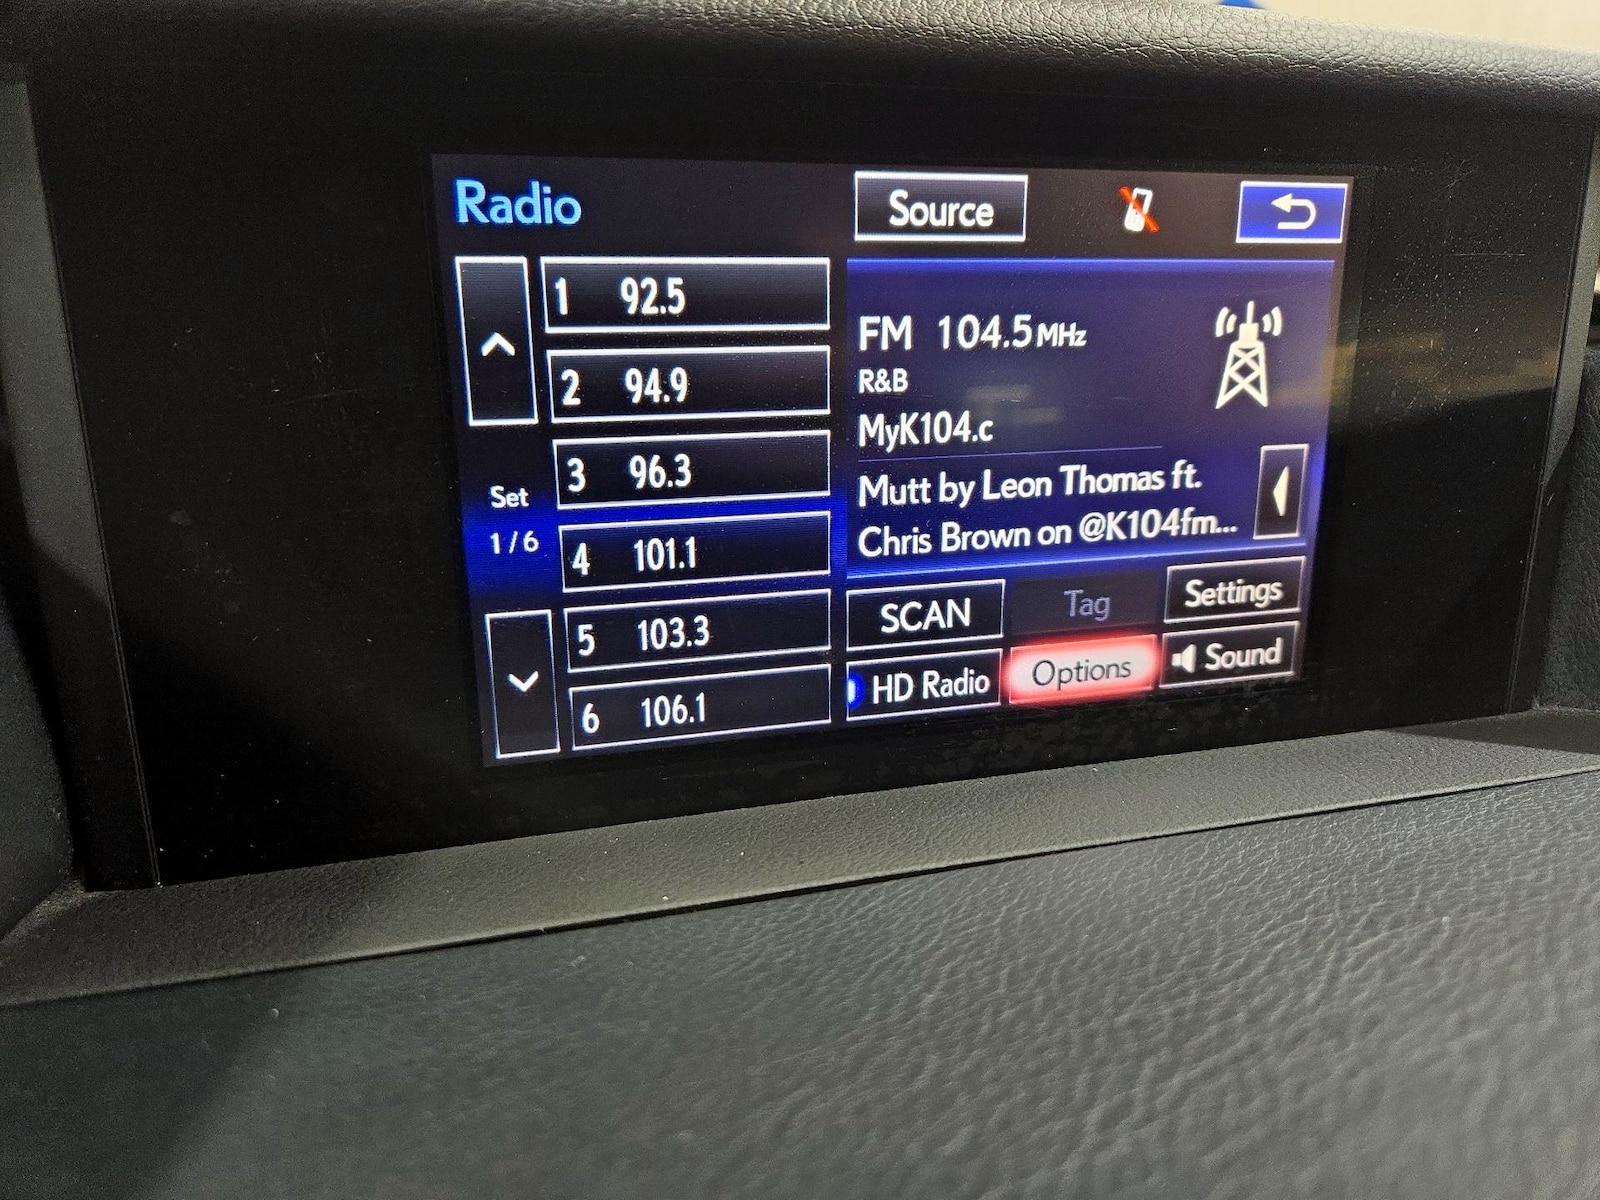 Radio
Source
1 92.5
2 94.9
3 96.3
Set
1/6
4 101.1
5 103.3
6 106.1
FM 104.5 MHz
R&B
MyK104.c
Mutt by Leon Thomas ft.
Chris Brown on @K104fm...
SCAN
Tag
Settings
HD Radio
Options
Sound